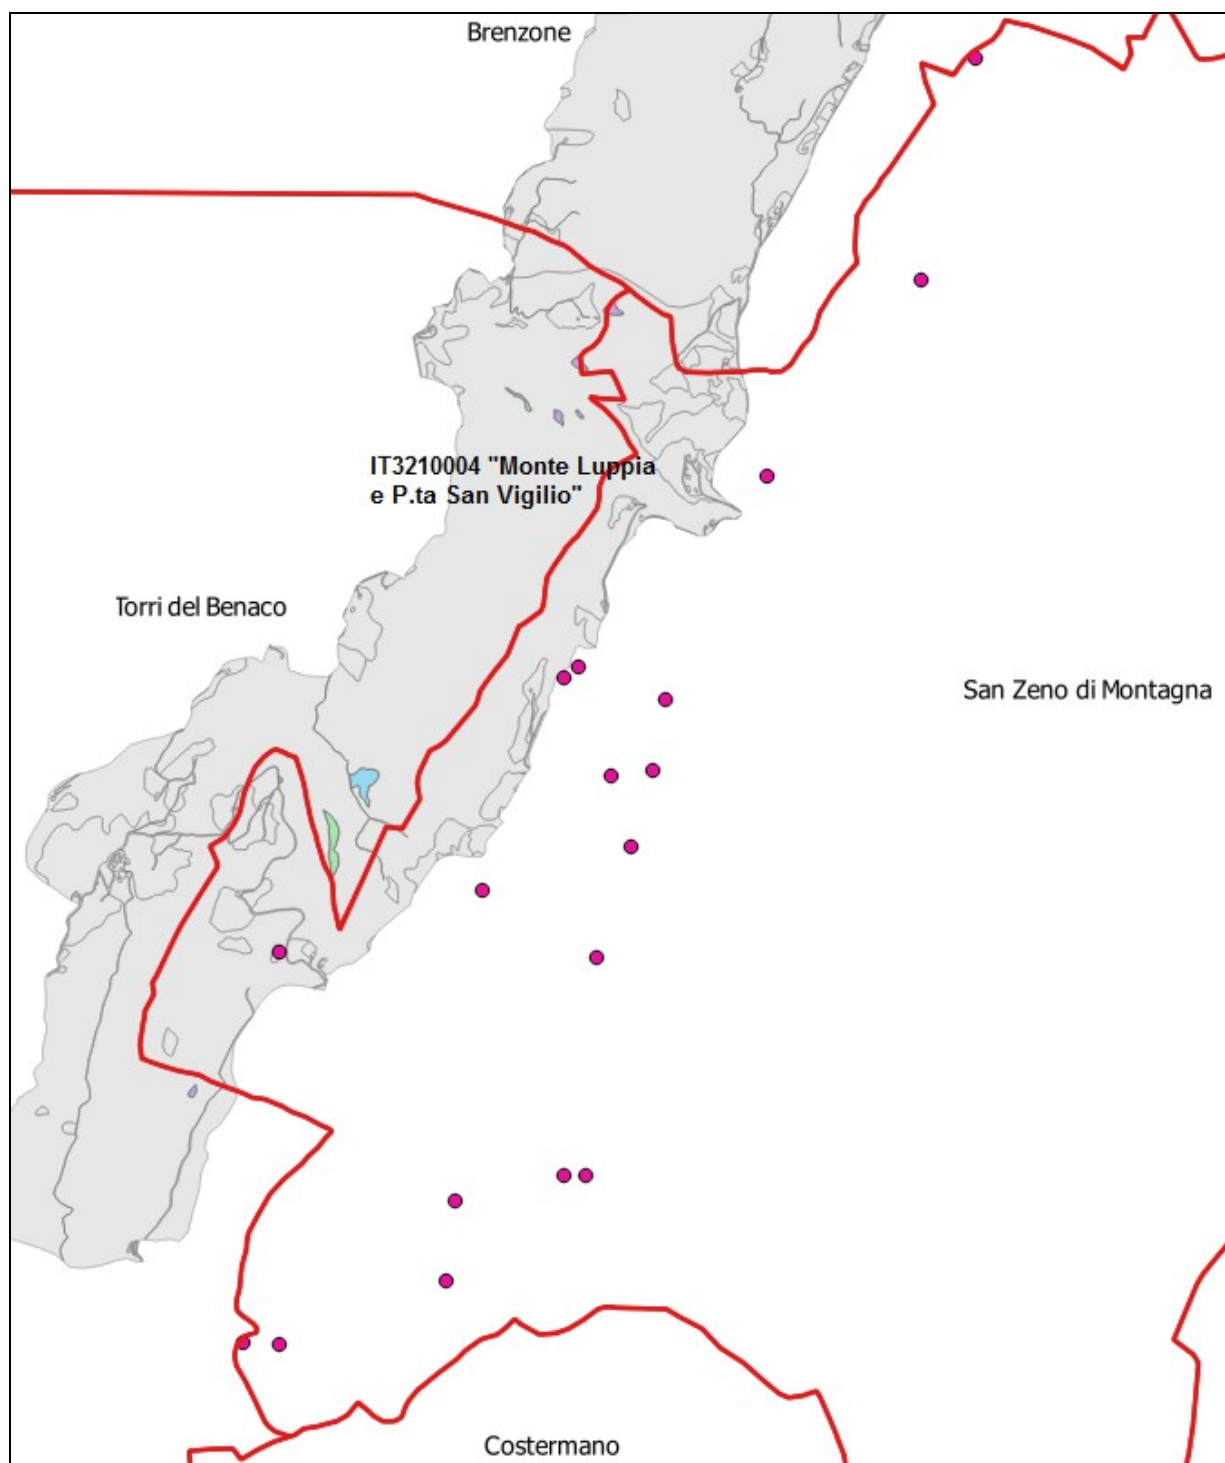 Brenzone
IT3210004 "Monte Luppia
e P.ta San Vigilio"
Torri del Benaco
San Zeno di Montagna
Costermano